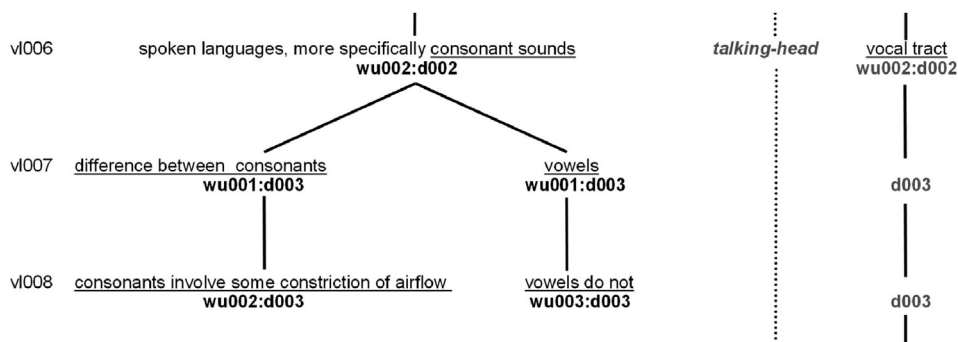 vl006 spoken languages, more specifically consonant sounds talking-head vocal tract
wu002:d002 wu002:d002
vl007 difference between consonants vowels
wu001:d003 wu001:d003 d003
vl008 consonants involve some constriction of airflow vowels do not
wu002:d003 wu003:d003 d003